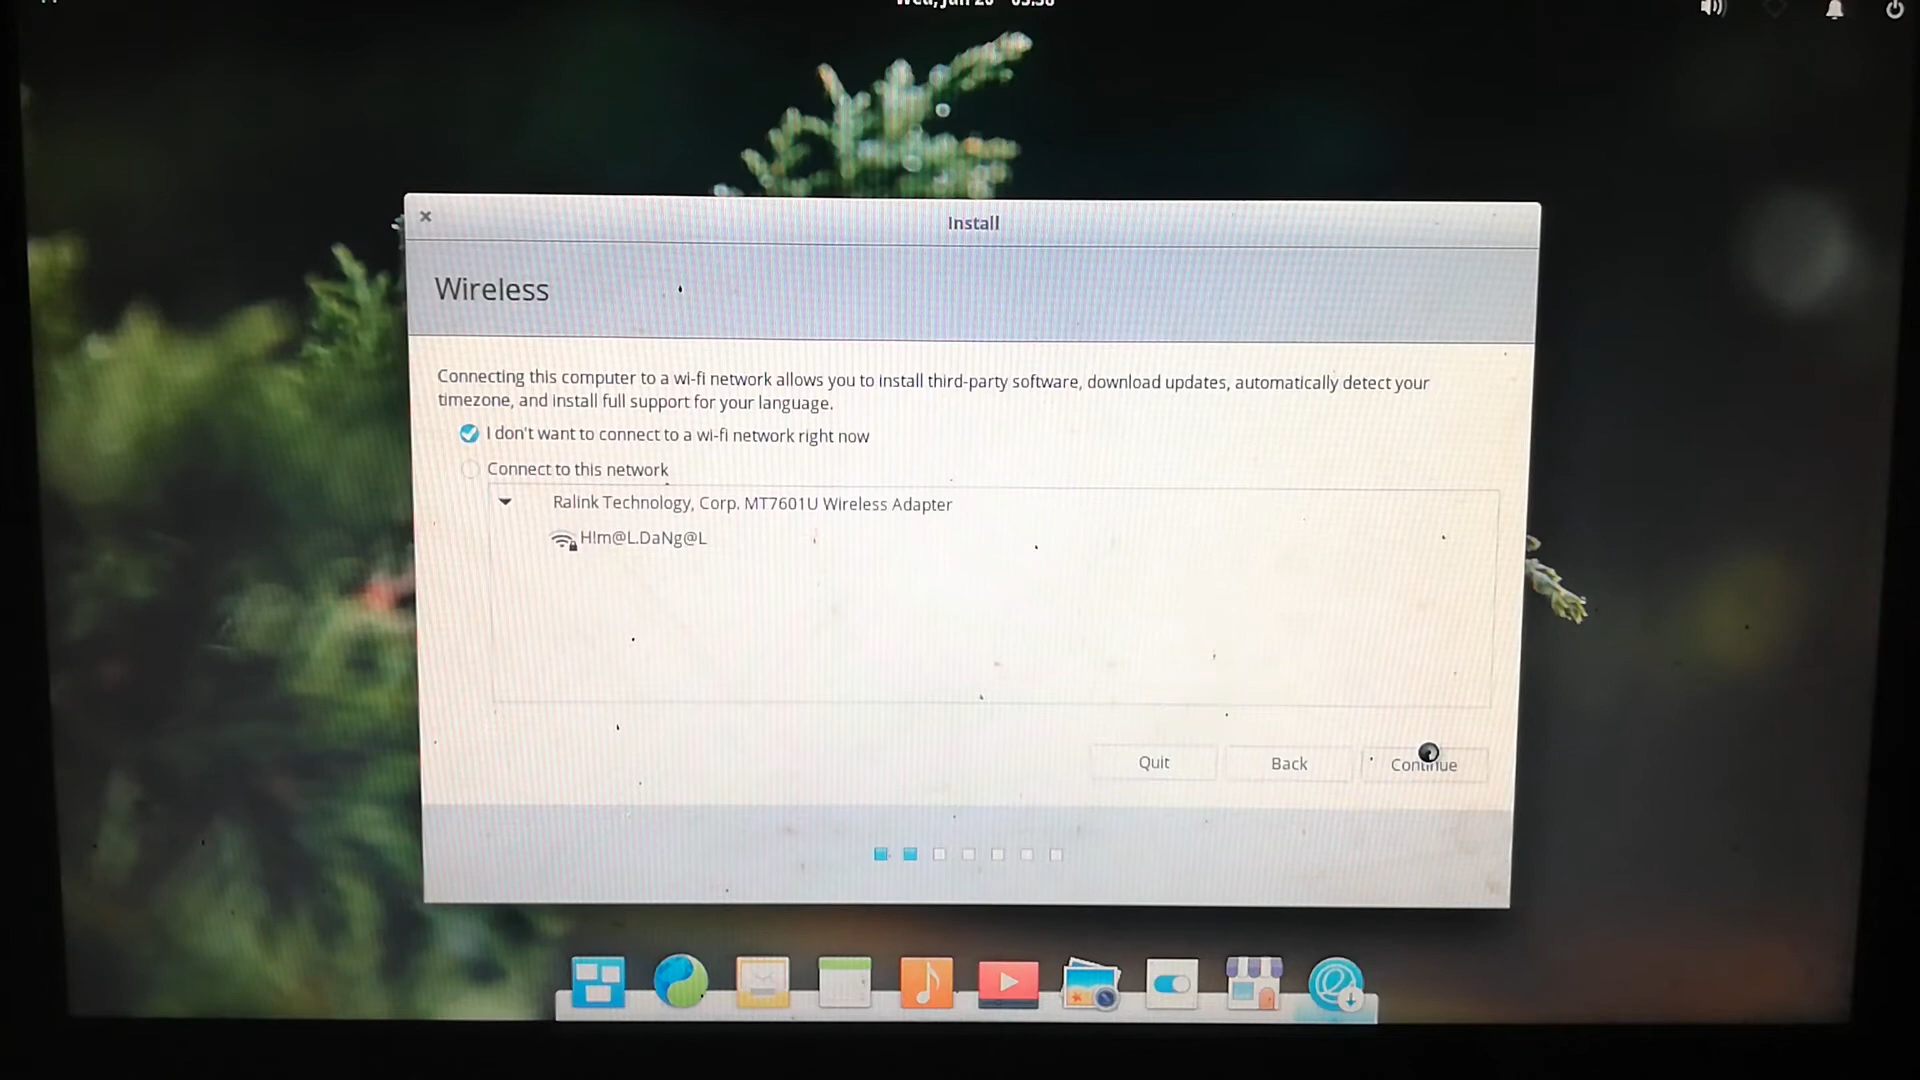 Install
Wireless
Connecting this computer to a wi-fi network allows you to install third-party software, download updates, automatically detect your
timezone, and install full support for your language.
I don't want to connect to a wi-fi network right now
Connect to this network
Ralink Technology, Corp. MT7601U Wireless Adapter
H!m@L.DaNg@L
Quit
Back
Continue